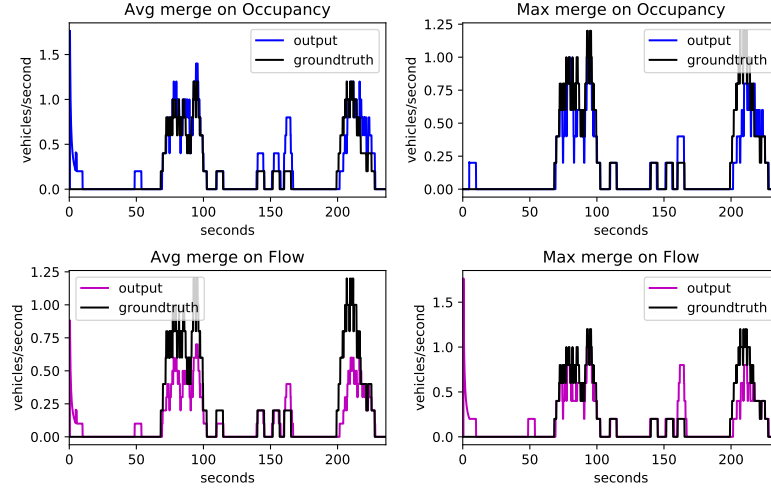 Avg merge on Occupancy
vehicles/second
1.5
1.0
0.5
0.0
output
groundtruth
0
50
100
150
200
seconds
Max merge on Occupancy
vehicles/second
1.25
1.00
0.75
0.50
0.25
0.00
output
groundtruth
0
50
100
150
200
seconds
Avg merge on Flow
vehicles/second
1.25
1.00
0.75
0.50
0.25
0.00
output
groundtruth
0
50
100
150
200
seconds
Max merge on Flow
vehicles/second
1.5
1.0
0.5
0.0
output
groundtruth
0
50
100
150
200
seconds